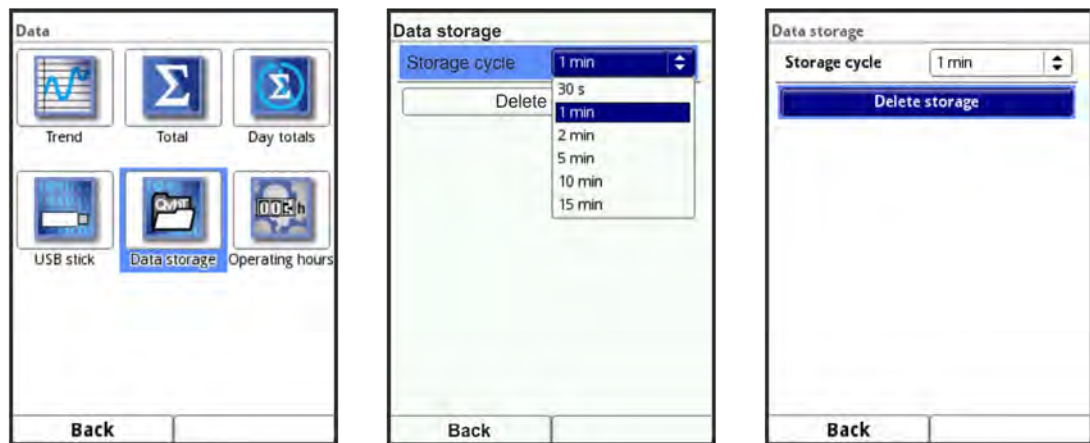 Data
Trend
Total
Day totals
USB stick
Data storage
Operating hours
Back
Data storage
Storage cycle 1 min
Delete
30 s
1 min
2 min
5 min
10 min
15 min
Back
Data storage
Storage cycle 1 min
Delete storage
Back